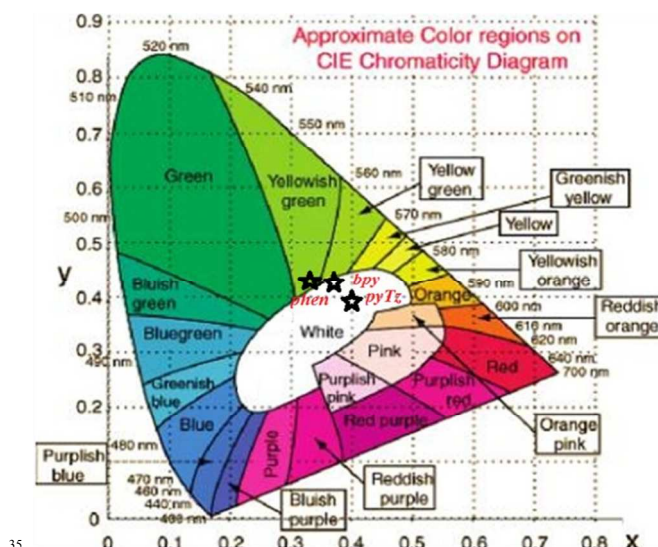 0.9
0.8
0.7
0.6
0.5
y
0.4
0.3
0.2
0
Approximate Color regions on
CIE Chromaticity Diagram
520 nm
510 nm
540 nm
550 nm
560 nm
500 nm
570 nm
580 nm
590 nm
600 nm
610 nm
620 nm
640 nm
700 nm
480 nm
470 nm
460 nm
440 nm
Green
Yellowish
green
Yellow
green
Greenish
yellow
Yellow
Yellowish
orange
Orange
Reddish
orange
Bluish
green
Bluegreen
Greenish
blue
Blue
Purplish
blue
White
phen
bpy
pyTz
Pink
Purplish
pink
Red
Purplish
red
Red purple
Orange
pink
Purple
Reddish
purple
Bluish
purple
0 0.1 0.2 0.3 0.4 0.5 0.6 0.7 0.8 x
35